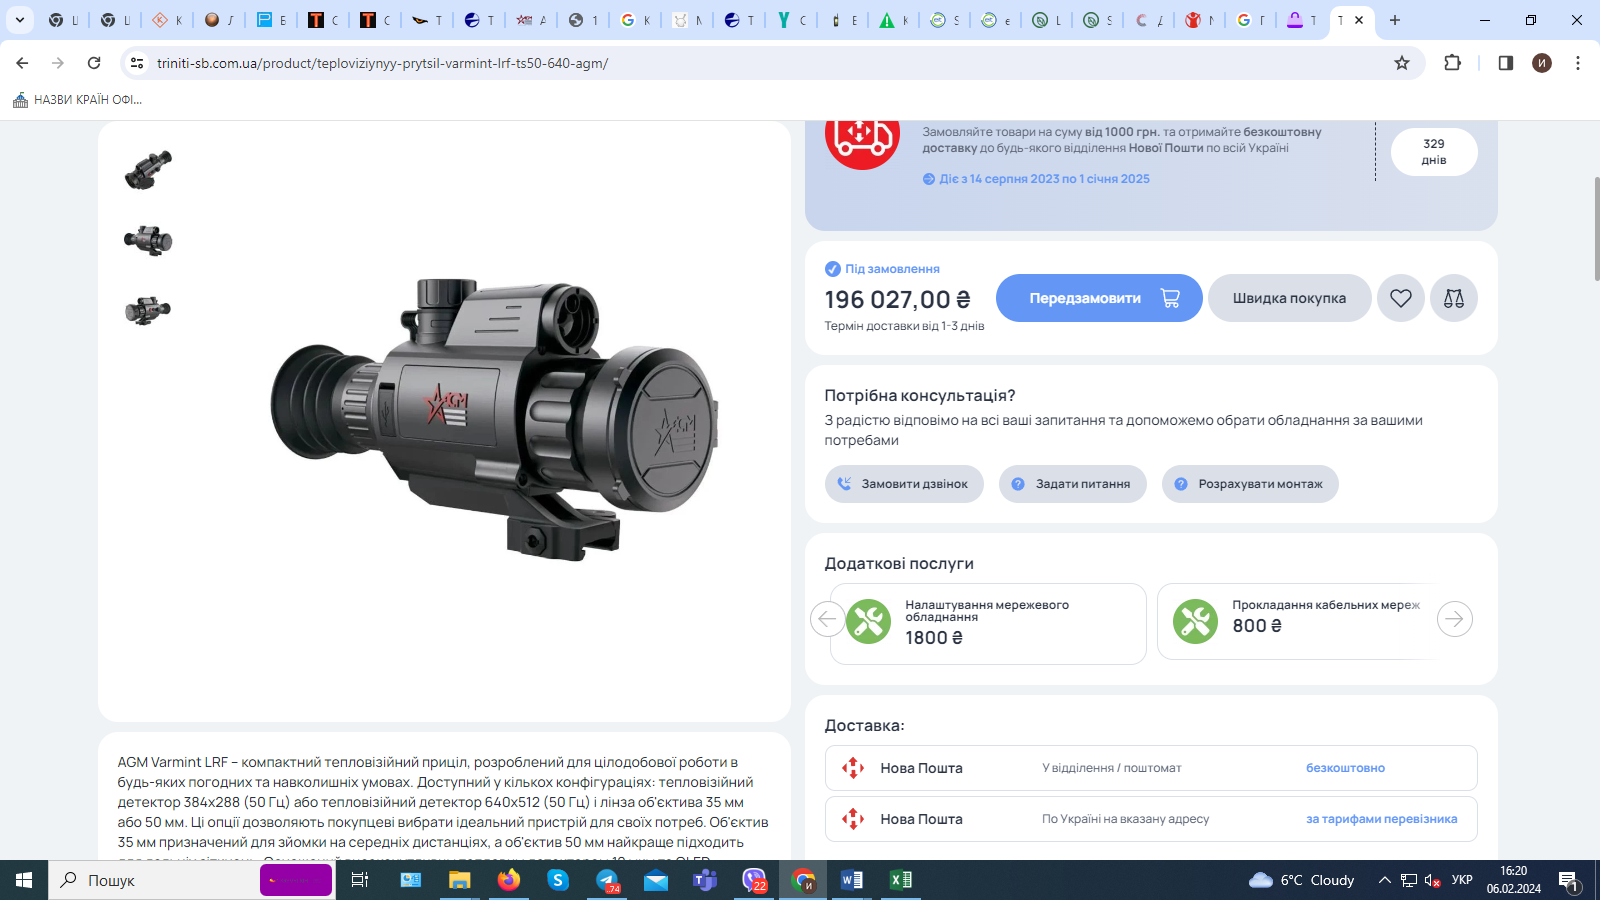 triniti-sb.com.ua/product/teploviziynyy-prytsil-varmint-lrf-ts50-640-agm/
НАЗВИ КРАЇН ОФІ...
Замовляйте товари на суму від 1000 грн. та отримайте безкоштовну
доставку до будь-якого відділення Нової Пошти по всій Україні
Діє з 14 серпня 2023 по 1 січня 2025
329
днів
AGM
AGM
Під замовлення
196 027,00 ₴
Термін доставки від 1-3 днів
Передзамовити
Швидка покупка
Потрібна консультація?
З радістю відповімо на всі ваші запитання та допоможемо обрати обладнання за вашими
потребами
Замовити дзвінок
Задати питання
Розрахувати монтаж
Додаткові послуги
Налаштування мережевого
обладнання
1800 ₴
Прокладання кабельних мереж
800 ₴
Доставка:
Нова Пошта
У відділення / поштомат
безкоштовно
Нова Пошта
По Україні на вказану адресу
за тарифами перевізника
AGM Varmint LRF – компактний тепловізійний приціл, розроблений для цілодобової роботи в
будь-яких погодних та навколишніх умовах. Доступний у кількох конфігураціях: тепловізійний
детектор 384x288 (50 Гц) або тепловізійний детектор 640x512 (50 Гц) і лінза об'єктива 35 мм
або 50 мм. Ці опції дозволяють покупцеві вибрати ідеальний пристрій для своїх потреб. Об'єктив
35 мм призначений для зйомки на середніх дистанціях, а об'єктив 50 мм найкраще підходить
Пошук
74
22
6°C Cloudy
УКР
16:20
06.02.2024
1